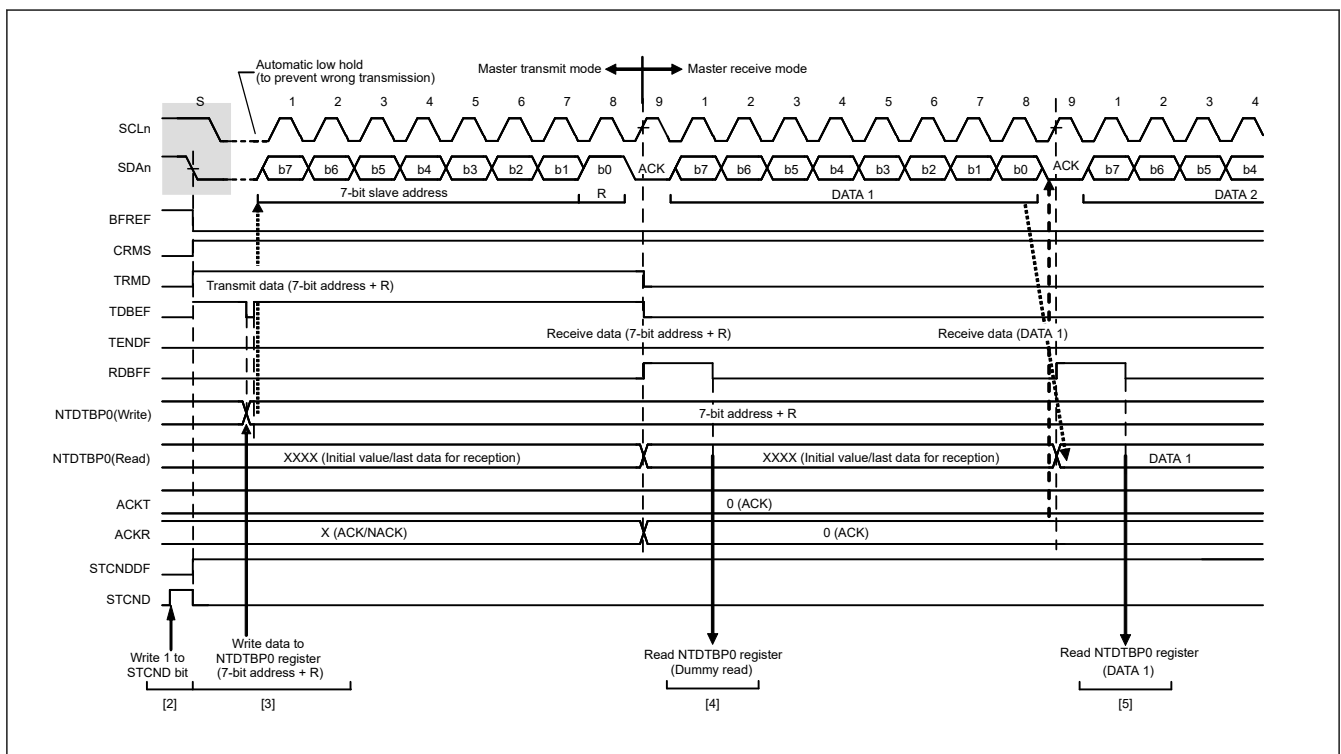 Automatic low hold
(to prevent wrong transmission)
Master transmit mode
Master receive mode
S 1 2 3 4 5 6 7 8 9 1 2 3 4 5 6 7 8 9 1 2 3 4
SCLn
SDAn b7 b6 b5 b4 b3 b2 b1 b0 ACK b7 b6 b5 b4 b3 b2 b1 b0 ACK b7 b6 b5 b4
7-bit slave address R DATA 1 DATA 2
BFREF
CRMS
TRMD Transmit data (7-bit address + R)
TDBEF
TENDF Receive data (7-bit address + R) Receive data (DATA 1)
RDBFF
NTDTBP0(Write) 7-bit address + R
NTDTBP0(Read) XXXX (Initial value/last data for reception) XXXX (Initial value/last data for reception) DATA 1
ACKT 0 (ACK)
ACKR X (ACK/NACK) 0 (ACK)
STCNDDF
STCND
Write 1 to
STCND bit
Write data to
NTDTBP0 register
(7-bit address + R)
Read NTDTBP0 register
(Dummy read)
Read NTDTBP0 register
(DATA 1)
[2] [3] [4] [5]